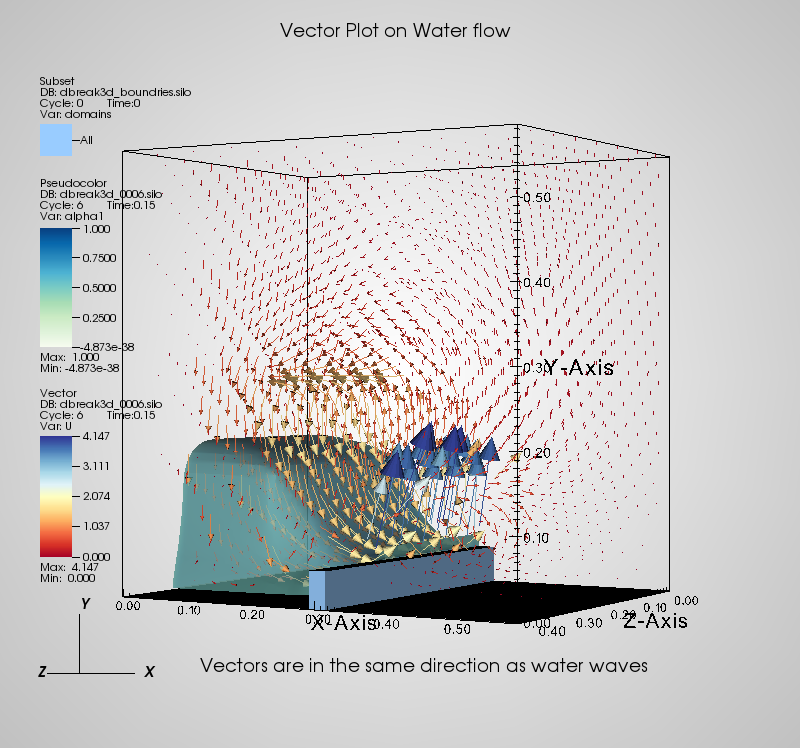 Vector Plot on Water flow
Subset
DB: dbreak3d_boundries.silo
Cycle: 0 Time:0
Var: domains
All
Pseudocolor
DB: dbreak3d_0006.silo
Cycle: 6 Time:0.15
Var: alpha1
1.000
0.7500
0.5000
0.2500
-4.873e-38
Max: 1.000
Min: -4.873e-38
Vector
DB: dbreak3d_0006.silo
Cycle: 6 Time:0.15
Var: U
4.147
3.111
2.074
1.037
0.000
Max: 4.147
Min: 0.000
0.50
0.40
0.30
Y-Axis
0.20
0.10
0.00
0.00
0.10
0.20
0.30
0.40
0.50
X-Axis
0.40
0.30
0.20
0.10
0.00
Z-Axis
Y
Z
X
Vectors are in the same direction as water waves